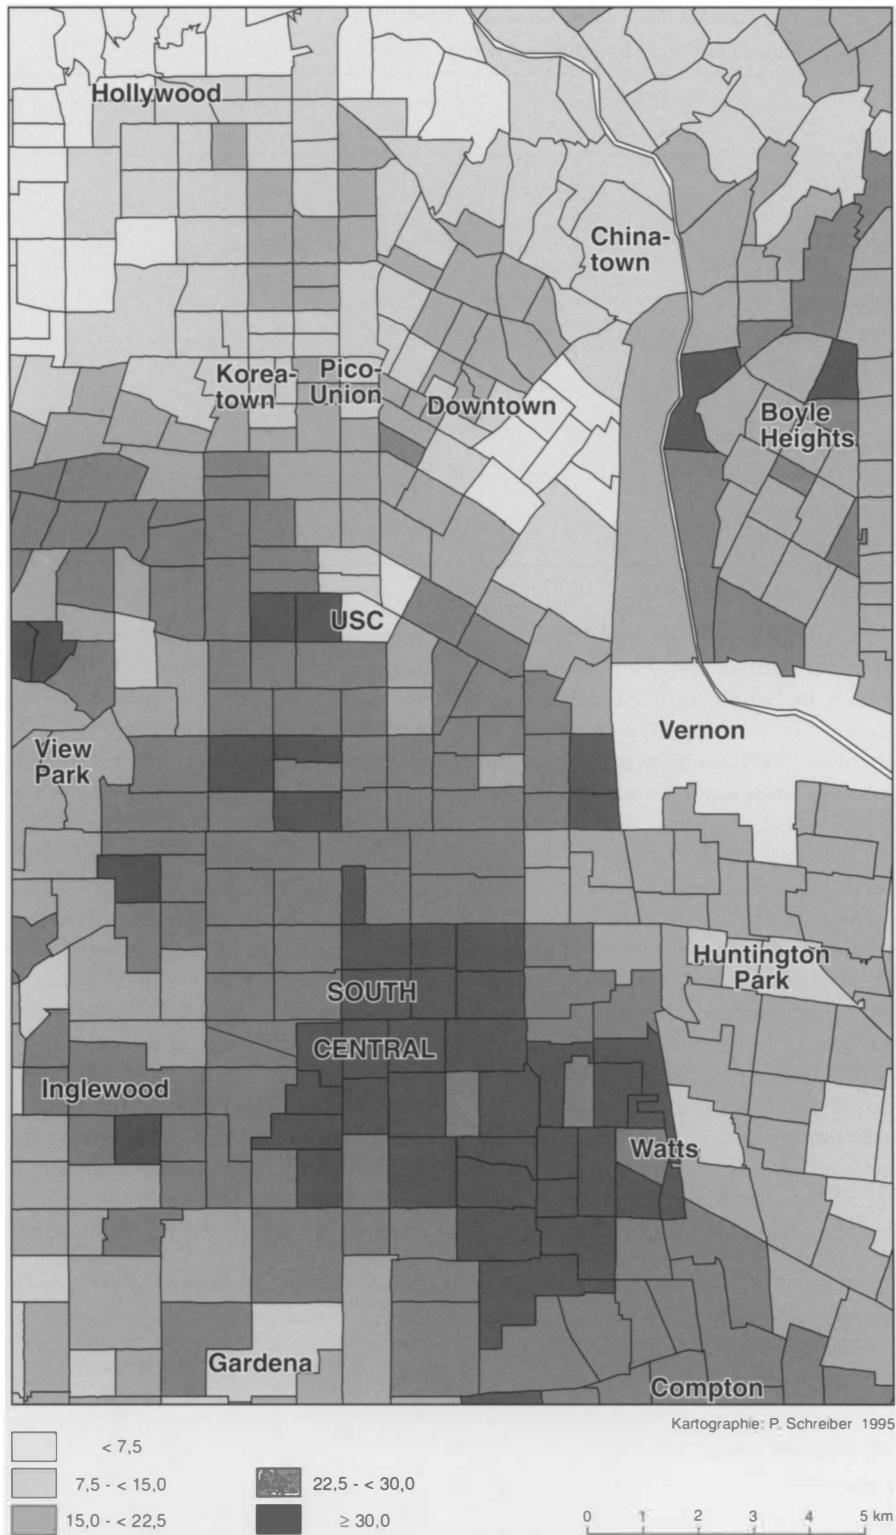 Hollywood
China-
town
Korea-
town
Pico-
Union
Downtown
Boyle
Heights
USC
Vernon
View
Park
Huntington
Park
SOUTH
CENTRAL
Inglewood
Watts
Gardena
Compton
Kartographie: P. Schreiber 1995
< 7,5
7,5 - < 15,0
15,0 - < 22,5
22,5 - < 30,0
≥ 30,0
0 1 2 3 4 5 km